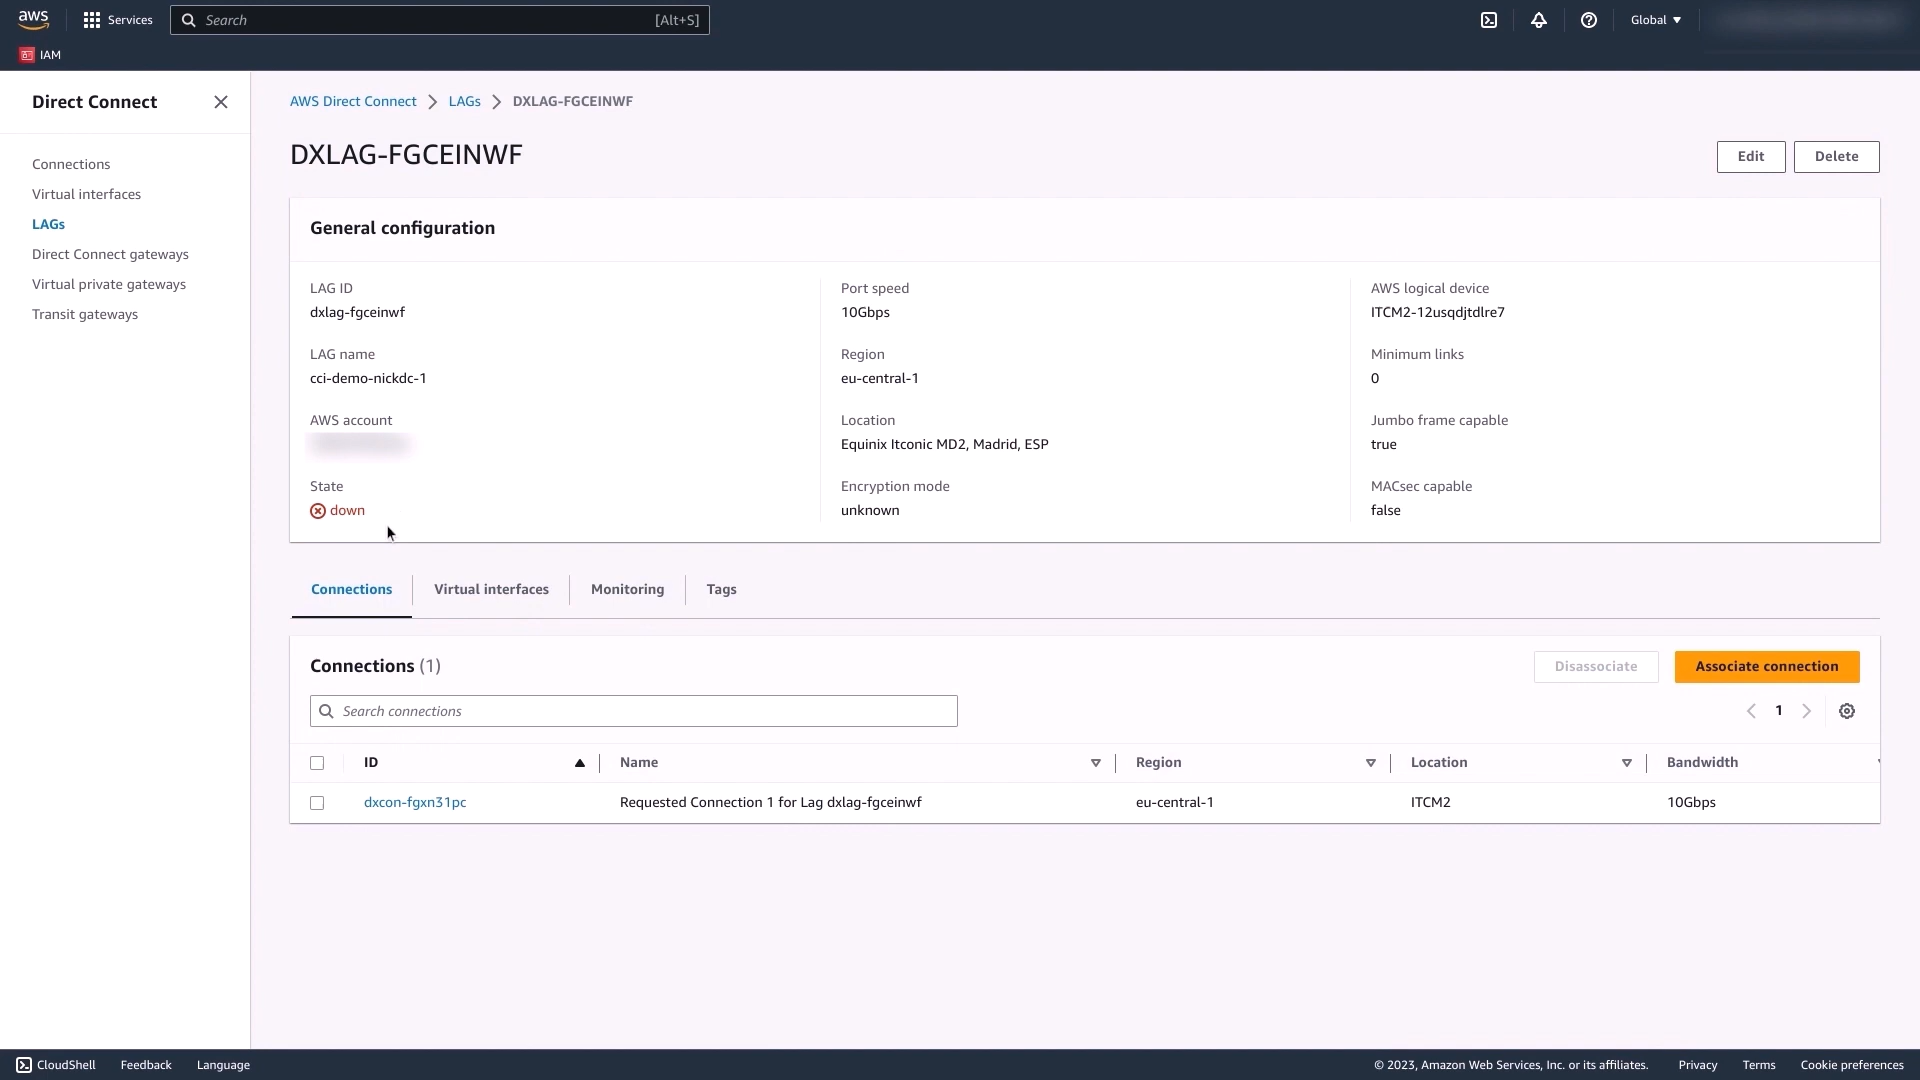 aws
Services
Search [Alt+S]
Global
IAM
Direct Connect
Connections
Virtual interfaces
LAGs
Direct Connect gateways
Virtual private gateways
Transit gateways
AWS Direct Connect LAGs DXLAG-FGCEINWF
DXLAG-FGCEINWF
Edit Delete
General configuration
LAG ID
dxlag-fgceinwf
LAG name
cci-demo-nickdc-1
AWS account
State
down
Port speed
10Gbps
Region
eu-central-1
Location
Equinix Itconic MD2, Madrid, ESP
Encryption mode
unknown
AWS logical device
ITCM2-12usqdjtdlre7
Minimum links
0
Jumbo frame capable
true
MACsec capable
false
Connections Virtual interfaces Monitoring Tags
Connections (1)
Disassociate Associate connection
Search connections
1
ID Name Region Location Bandwidth
dxcon-fgxn31pc Requested Connection 1 for Lag dxlag-fgceinwf eu-central-1 ITCM2 10Gbps
CloudShell Feedback Language
© 2023, Amazon Web Services, Inc. or its affiliates. Privacy Terms Cookie preferences